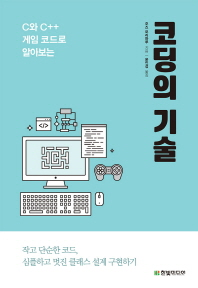 C와 C++
게임 코드로
알아보는
코딩의 기술
작고 단순한 코드,
심플하고 멋진 클래스 설계 구현하기
한빛미디어